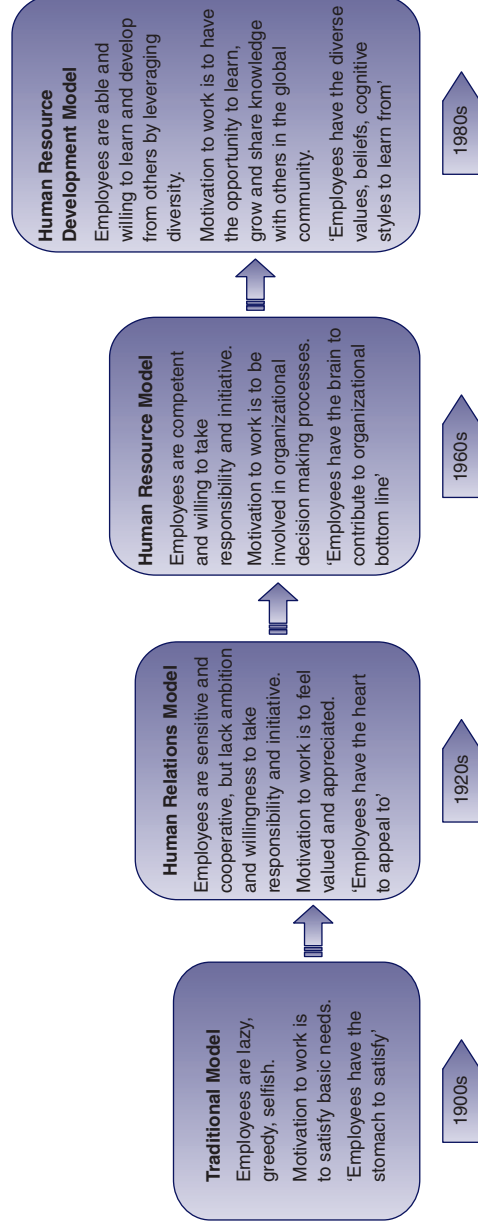 Traditional Model
Employees are lazy,
greedy, selfish.
Motivation to work is
to satisfy basic needs.
‘Employees have the
stomach to satisfy’
1900s
Human Relations Model
Employees are sensitive and
cooperative, but lack ambition
and willingness to take
responsibility and initiative.
Motivation to work is to feel
valued and appreciated.
‘Employees have the heart
to appeal to’
1920s
Human Resource Model
Employees are competent
and willing to take
responsibility and initiative.
Motivation to work is to be
involved in organizational
decision making processes.
‘Employees have the brain to
contribute to organizational
bottom line’
1960s
Human Resource
Development Model
Employees are able and
willing to learn and develop
from others by leveraging
diversity.
Motivation to work is to have
the opportunity to learn,
grow and share knowledge
with others in the global
community.
‘Employees have the diverse
values, beliefs, cognitive
styles to learn from’
1980s